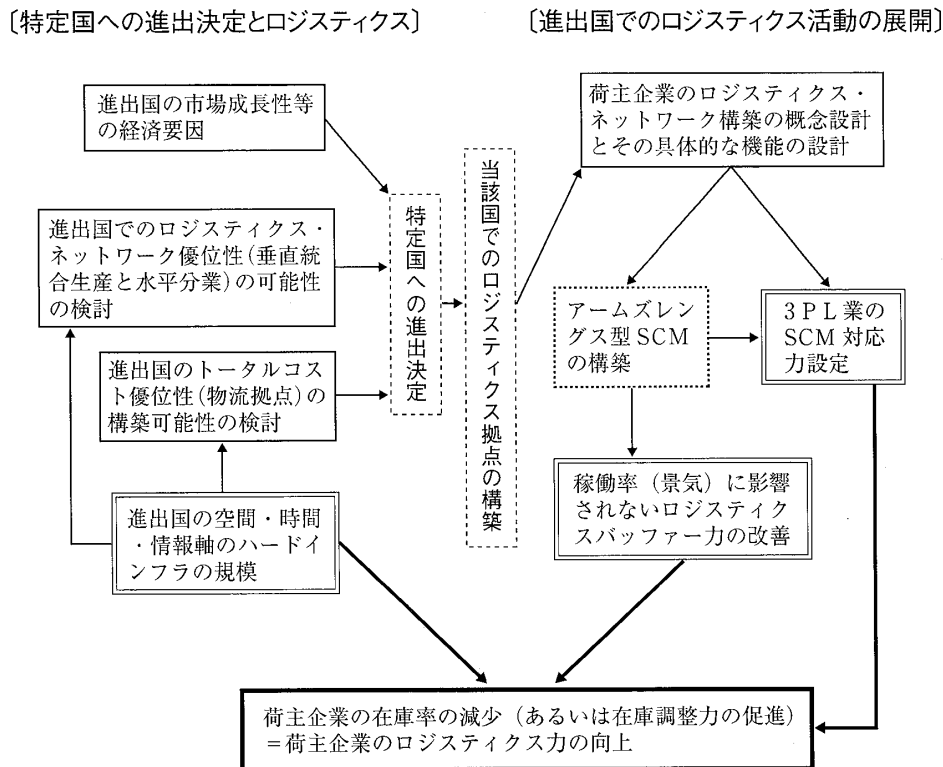 〔特定国への進出決定とロジスティクス〕
〔進出国でのロジスティクス活動の展開〕
進出国の市場成長性等
の経済要因
進出国でのロジスティクス・
ネットワーク優位性(垂直統
合生産と水平分業)の可能性
の検討
進出国のトータルコス
ト優位性(物流拠点)の
構築可能性の検討
進出国の空間・時間
・情報軸のハードイ
ンフラの規模
特定国への進出決定
当該国でのロジスティクス拠点の構築
荷主企業のロジスティクス・
ネットワーク構築の概念設計
とその具体的な機能の設計
アームズレン
グス型 SCM
の構築
3PL業の
SCM 対応
力設定
稼働率(景気)に影響
されないロジスティク
スバッファー力の改善
荷主企業の在庫率の減少(あるいは在庫調整力の促進)
=荷主企業のロジスティクス力の向上